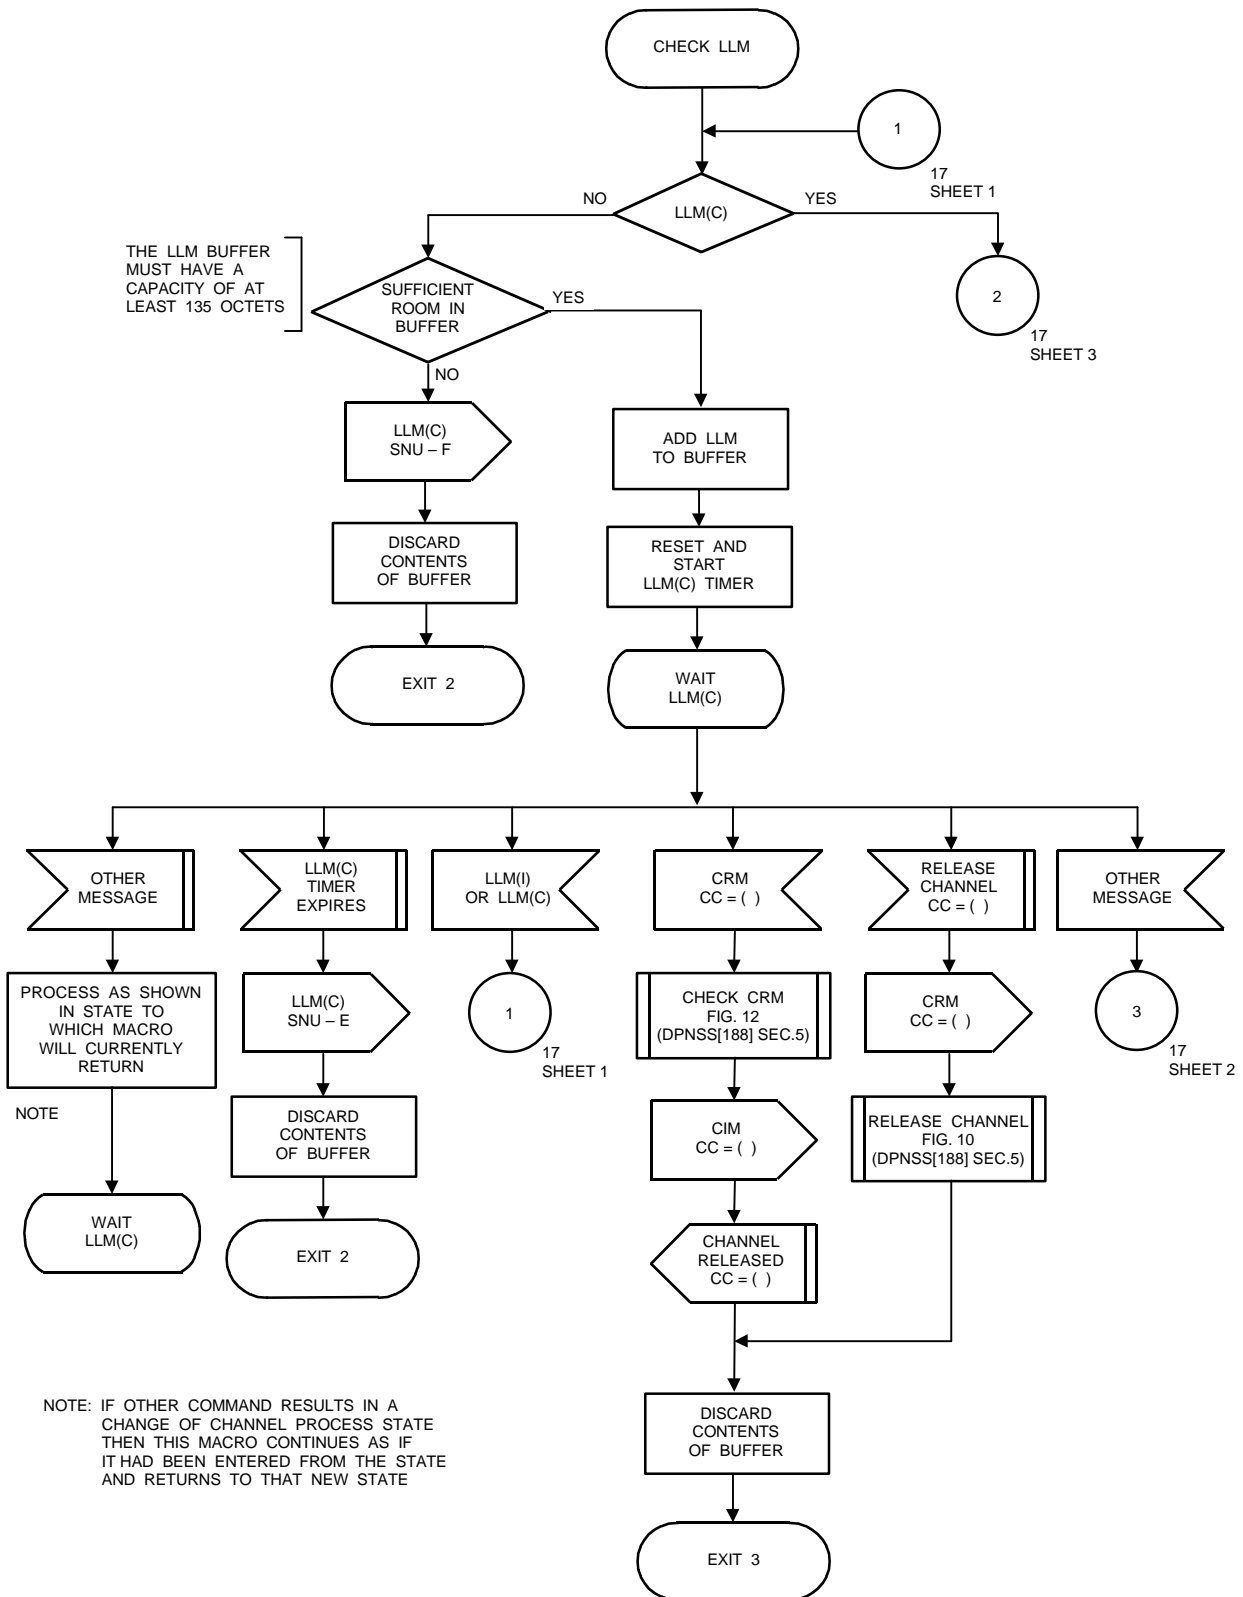 CHECK LLM
1
17
SHEET 1
LLM(C)
NO
YES
2
17
SHEET 3
THE LLM BUFFER
MUST HAVE A
CAPACITY OF AT
LEAST 135 OCTETS
SUFFICIENT
ROOM IN
BUFFER
YES
NO
LLM(C)
SNU – F
ADD LLM
TO BUFFER
DISCARD
CONTENTS
OF BUFFER
RESET AND
START
LLM(C) TIMER
EXIT 2
WAIT
LLM(C)
OTHER
MESSAGE
LLM(C)
TIMER
EXPIRES
LLM(I)
OR LLM(C)
CRM
CC = ( )
RELEASE
CHANNEL
CC = ( )
OTHER
MESSAGE
PROCESS AS SHOWN
IN STATE TO
WHICH MACRO
WILL CURRENTLY
RETURN
NOTE
LLM(C)
SNU – E
1
17
SHEET 1
CHECK CRM
FIG. 12
(DPNSS[188] SEC.5)
CRM
CC = ( )
3
17
SHEET 2
DISCARD
CONTENTS
OF BUFFER
CIM
CC = ( )
RELEASE CHANNEL
FIG. 10
(DPNSS[188] SEC.5)
WAIT
LLM(C)
EXIT 2
CHANNEL
RELEASED
CC = ( )
DISCARD
CONTENTS
OF BUFFER
NOTE: IF OTHER COMMAND RESULTS IN A
CHANGE OF CHANNEL PROCESS STATE
THEN THIS MACRO CONTINUES AS IF
IT HAD BEEN ENTERED FROM THE STATE
AND RETURNS TO THAT NEW STATE
EXIT 3